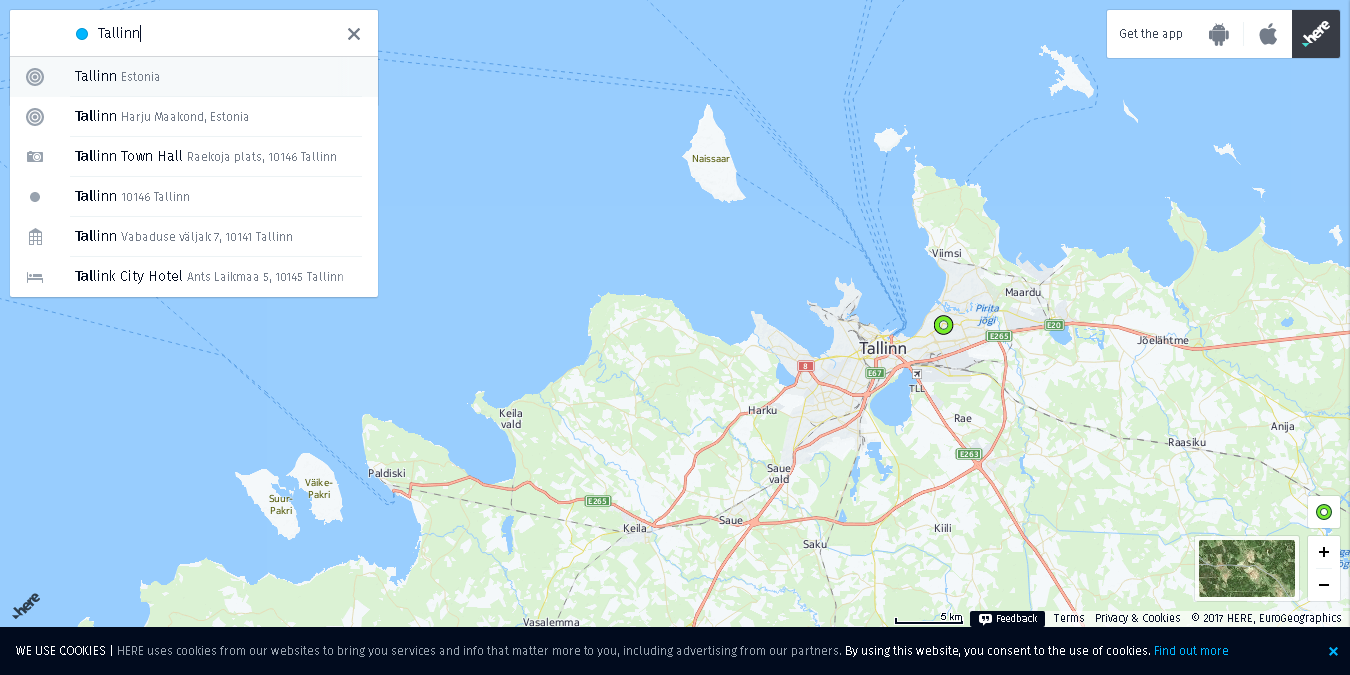 Tallinn
Tallinn Estonia
Tallinn Harju Maakond, Estonia
Tallinn Town Hall Raekoja plats, 10146 Tallinn
Tallinn 10146 Tallinn
Tallinn Vabaduse väljak 7, 10141 Tallinn
Tallink City Hotel Ants Laikmaa 5, 10145 Tallinn
Get the app
here
Naissaar
Viimsi
Maardu
Pirita
jõgi
E20
E265
Jõelähtme
Tallinn
8
E67
TLL
Harku
Rae
Keila
vald
Anija
Raasiku
E263
Paldiski
Saue
vald
Väike-
Pakri
Suur-
Pakri
E265
Keila
Saue
Kiili
Saku
Vasalemma
here
5 km
Feedback
Terms
Privacy & Cookies
© 2017 HERE, EuroGeographics
WE USE COOKIES | HERE uses cookies from our websites to bring you services and info that matter more to you, including advertising from our partners. By using this website, you consent to the use of cookies. Find out more